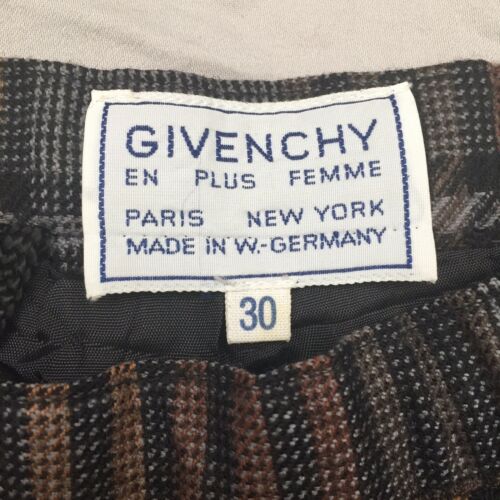 GIVENCHY
EN PLUS FEMME
PARIS NEW YORK
MADE IN W.-GERMANY
30